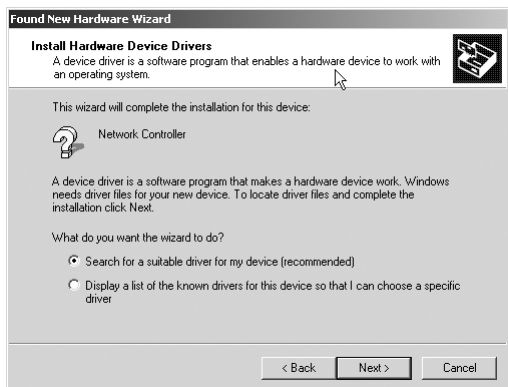 Found New Hardware Wizard
Install Hardware Device Drivers
A device driver is a software program that enables a hardware device to work with
an operating system.
This wizard will complete the installation for this device:
Network Controller
A device driver is a software program that makes a hardware device work. Windows
needs driver files for your new device. To locate driver files and complete the
installation click Next.
What do you want the wizard to do?
Search for a suitable driver for my device (recommended)
Display a list of the known drivers for this device so that I can choose a specific
driver
< Back Next > Cancel